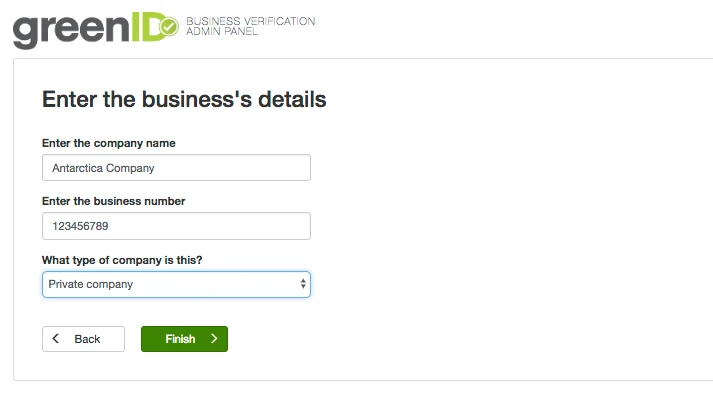 greenID BUSINESS VERIFICATION
ADMIN PANEL
Enter the business's details
Enter the company name
Antarctica Company
Enter the business number
123456789
What type of company is this?
Private company
Back
Finish